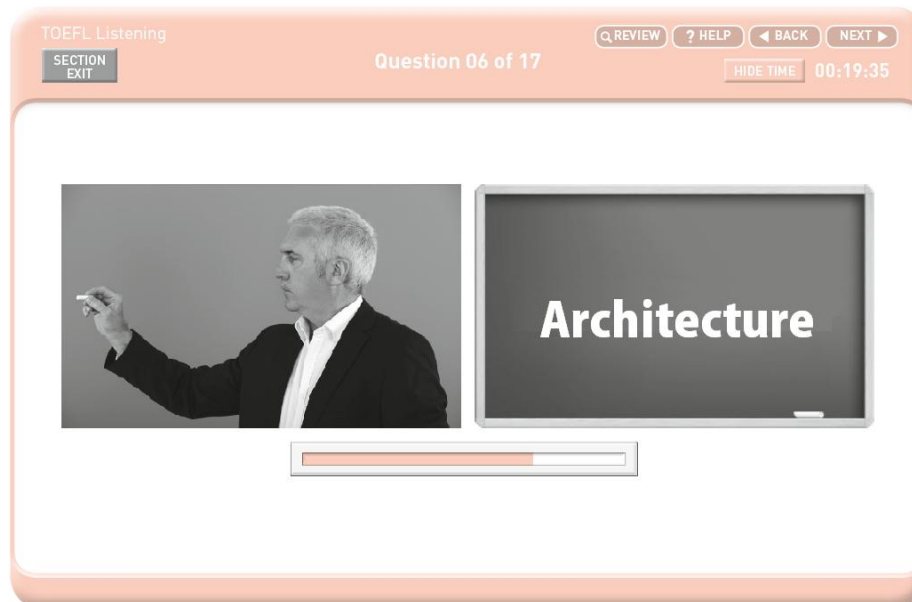 TOEFL Listening
REVIEW
? HELP
BACK
NEXT
SECTION
EXIT
Question 06 of 17
HIDE TIME 00:19:35
Architecture